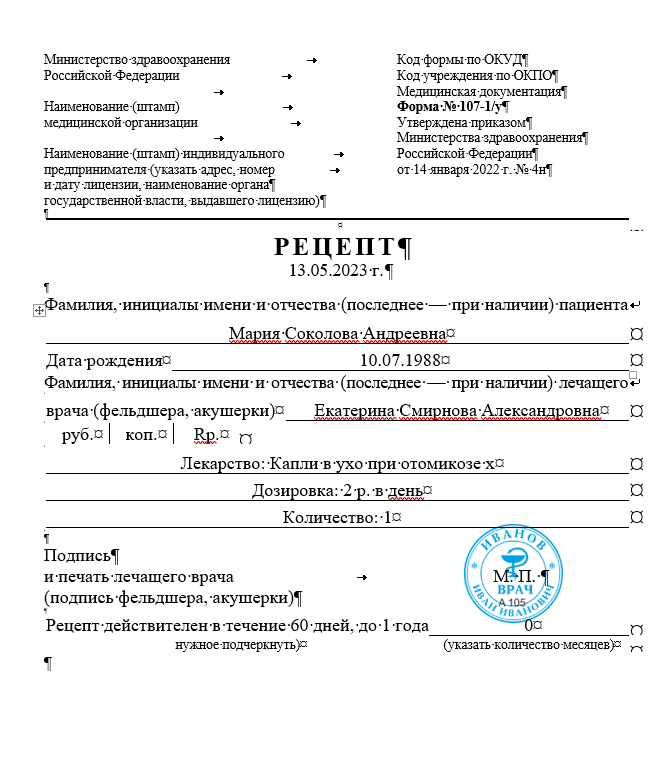 Министерство здравоохранения Код формы по ОКУД
Российской Федерации Код учреждения по ОКПО
Медицинская документация
Наименование (штамп) Форма № 107-1/у
медицинской организации Утверждена приказом
Министерства здравоохранения
Наименование (штамп) индивидуального Российской Федерации
предпринимателя (указать адрес, номер от 14 января 2022 г. № 4н
и дату лицензии, наименование органа
государственной власти, выдавшего лицензию)
РЕЦЕПТ
13.05.2023 г.
Фамилия, инициалы имени и отчества (последнее — при наличии) пациента
Мария Соколова Андреевна
Дата рождения 10.07.1988
Фамилия, инициалы имени и отчества (последнее — при наличии) лечащего
врача (фельдшера, акушерки) Екатерина Смирнова Александровна
руб. коп. Rp.
Лекарство: Капли в ухо при отомикозе х
Дозировка: 2 р. в день
Количество: 1
ИВАНОВ
Подпись
и печать лечащего врача М. П.
ВРАЧ
(подпись фельдшера, акушерки) А 105
ИВАН ИВАНОВИЧ
Рецепт действителен в течение 60 дней, до 1 года 0
нужное подчеркнуть) (указать количество месяцев)